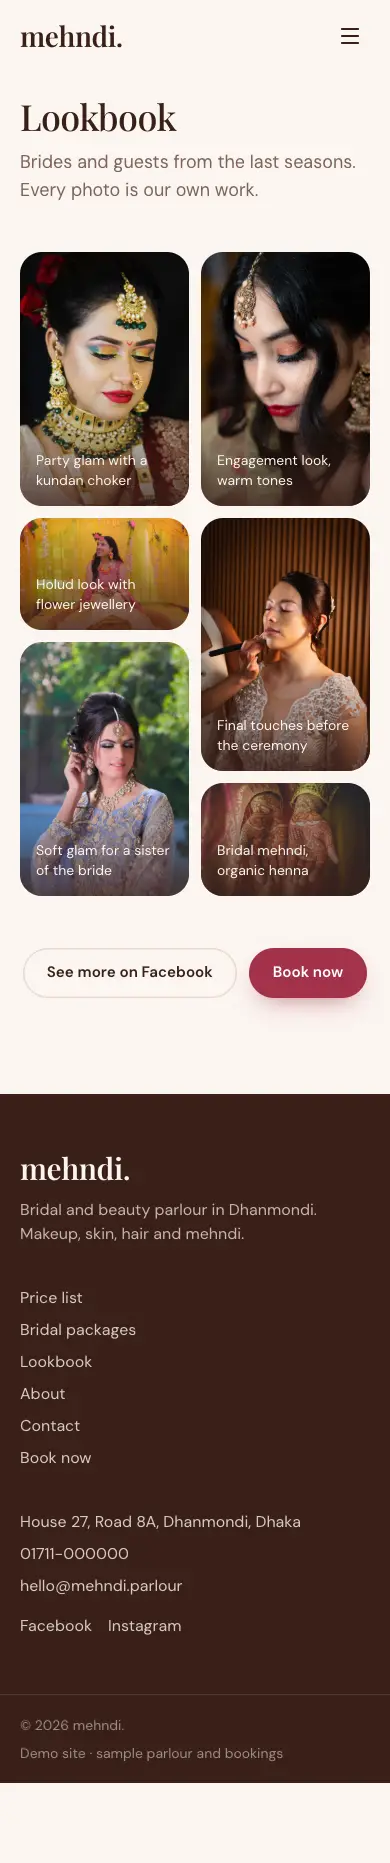 mehndi.
Lookbook
Brides and guests from the last seasons.
Every photo is our own work.
Party glam with a
kundan choker
Engagement look,
warm tones
Holud look with
flower jewellery
Final touches before
the ceremony
Soft glam for a sister
of the bride
Bridal mehndi,
organic henna
See more on Facebook
Book now
mehndi.
Bridal and beauty parlour in Dhanmondi.
Makeup, skin, hair and mehndi.
Price list
Bridal packages
Lookbook
About
Contact
Book now
House 27, Road 8A, Dhanmondi, Dhaka
01711-000000
hello@mehndi.parlour
Facebook Instagram
© 2026 mehndi.
Demo site · sample parlour and bookings